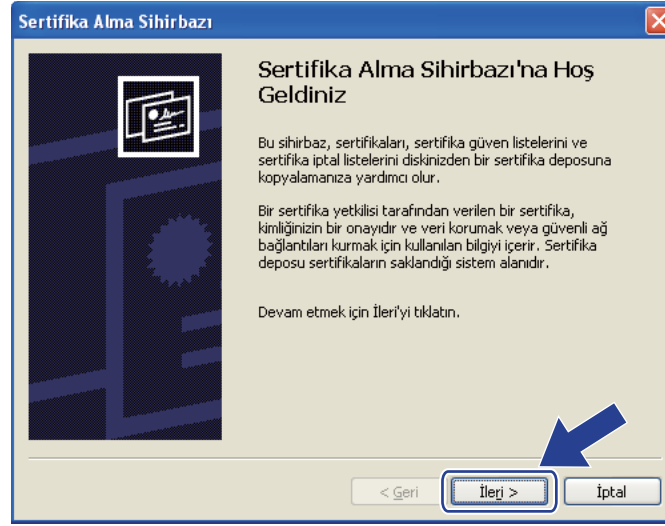 Sertifika Alma Sihirbazı
Sertifika Alma Sihirbazı'na Hoş
Geldiniz
Bu sihirbaz, sertifikaları, sertifika güven listelerini ve
sertifika iptal listelerini diskinizden bir sertifika deposuna
kopyalamanıza yardımcı olur.
Bir sertifika yetkilisi tarafından verilen bir sertifika,
kimliğinizin bir onayıdır ve veri korumak veya güvenli ağ
bağlantıları kurmak için kullanılan bilgiyi içerir. Sertifika
deposu sertifikaların saklandığı sistem alanıdır.
Devam etmek için İleri'yi tıklatın.
< Geri
İleri >
İptal